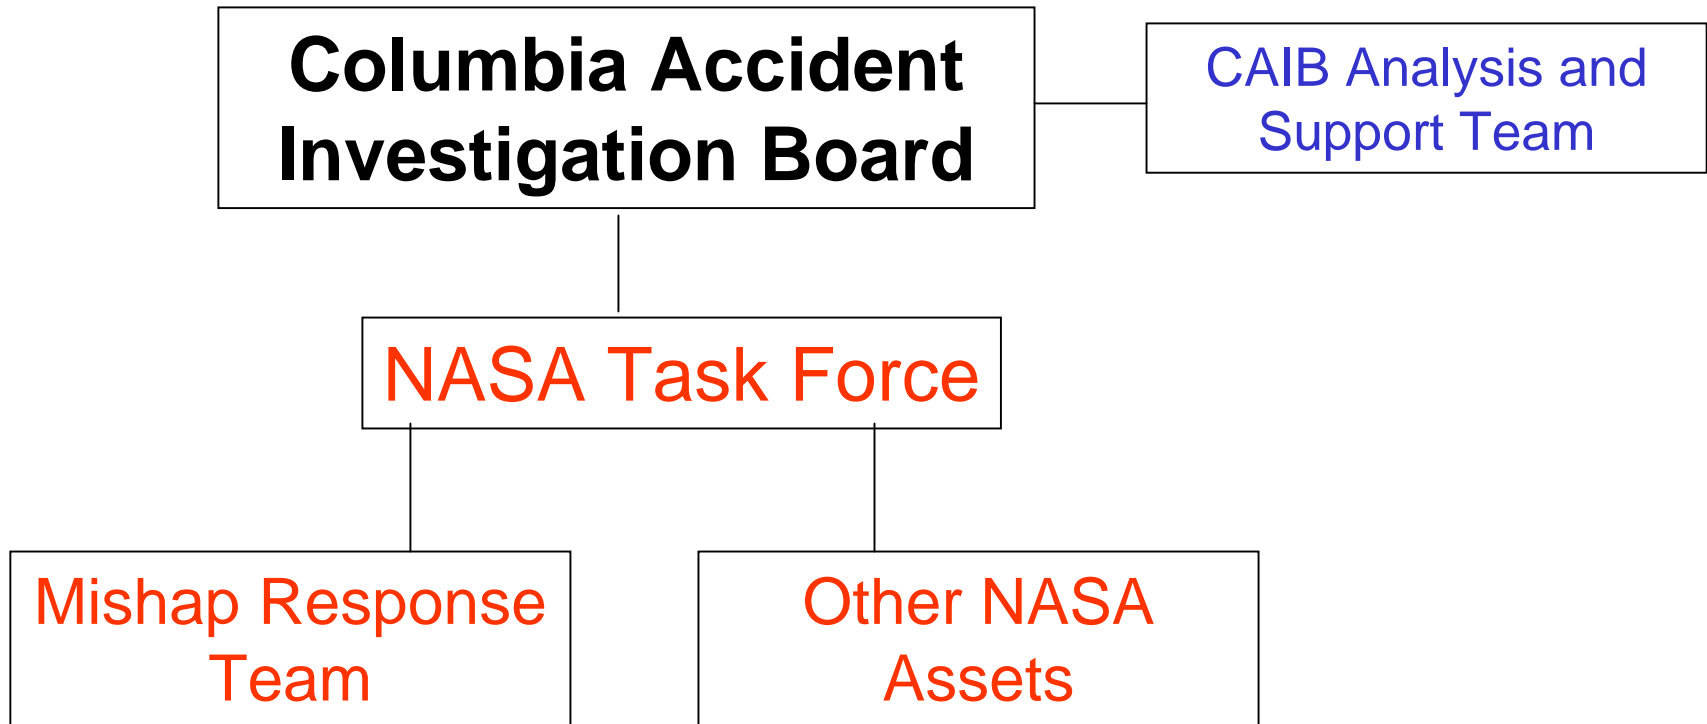 Columbia Accident
Investigation Board
CAIB Analysis and
Support Team
NASA Task Force
Mishap Response
Team
Other NASA
Assets